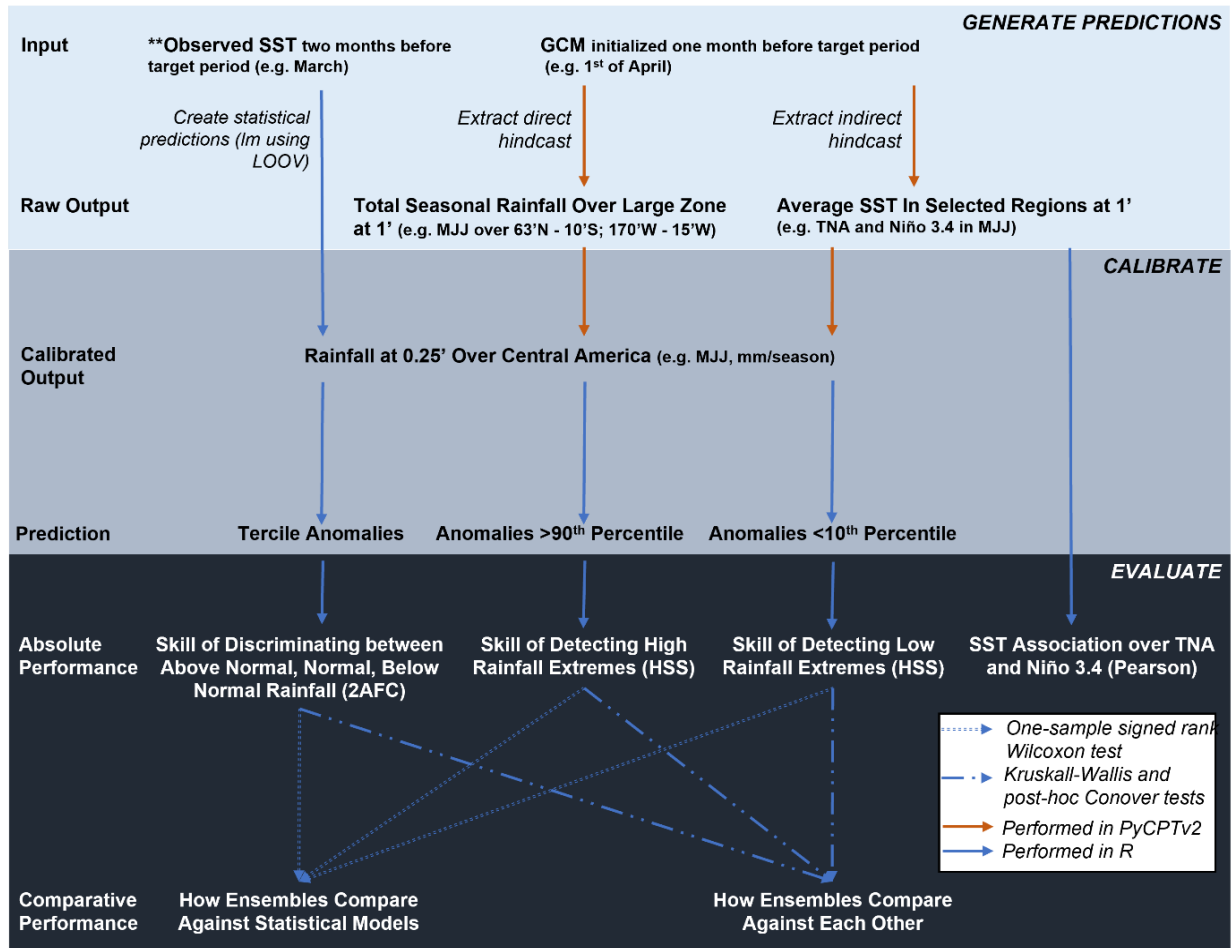 GENERATE PREDICTIONS
Input
**Observed SST two months before
target period (e.g. March)
GCM initialized one month before target period
(e.g. 1st of April)
Create statistical
predictions (lm using
LOOV)
Extract direct
hindcast
Extract indirect
hindcast
Raw Output
Total Seasonal Rainfall Over Large Zone
at 1' (e.g. MJJ over 63'N - 10'S; 170'W - 15'W)
Average SST In Selected Regions at 1'
(e.g. TNA and Niño 3.4 in MJJ)
CALIBRATE
Calibrated
Output
Rainfall at 0.25' Over Central America (e.g. MJJ, mm/season)
Prediction
Tercile Anomalies
Anomalies >90th Percentile
Anomalies <10th Percentile
EVALUATE
Absolute
Performance
Skill of Discriminating between
Above Normal, Normal, Below
Normal Rainfall (2AFC)
Skill of Detecting High
Rainfall Extremes (HSS)
Skill of Detecting Low
Rainfall Extremes (HSS)
SST Association over TNA
and Niño 3.4 (Pearson)
One-sample signed rank
Wilcoxon test
Kruskall-Wallis and
post-hoc Conover tests
Performed in PyCPTv2
Performed in R
Comparative
Performance
How Ensembles Compare
Against Statistical Models
How Ensembles Compare
Against Each Other